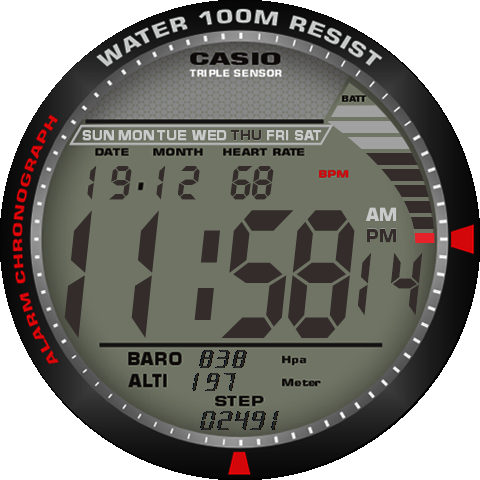 WATER 100M RESIST
CASIO
TRIPLE SENSOR
BATT
SUN MON TUE WED THU FRI SAT
DATE MONTH HEART RATE
19·12 68 BPM
AM
PM
11:58 14
BARO 838 Hpa
ALTI 197 Meter
STEP
02491
ALARM CHRONOGRAPH